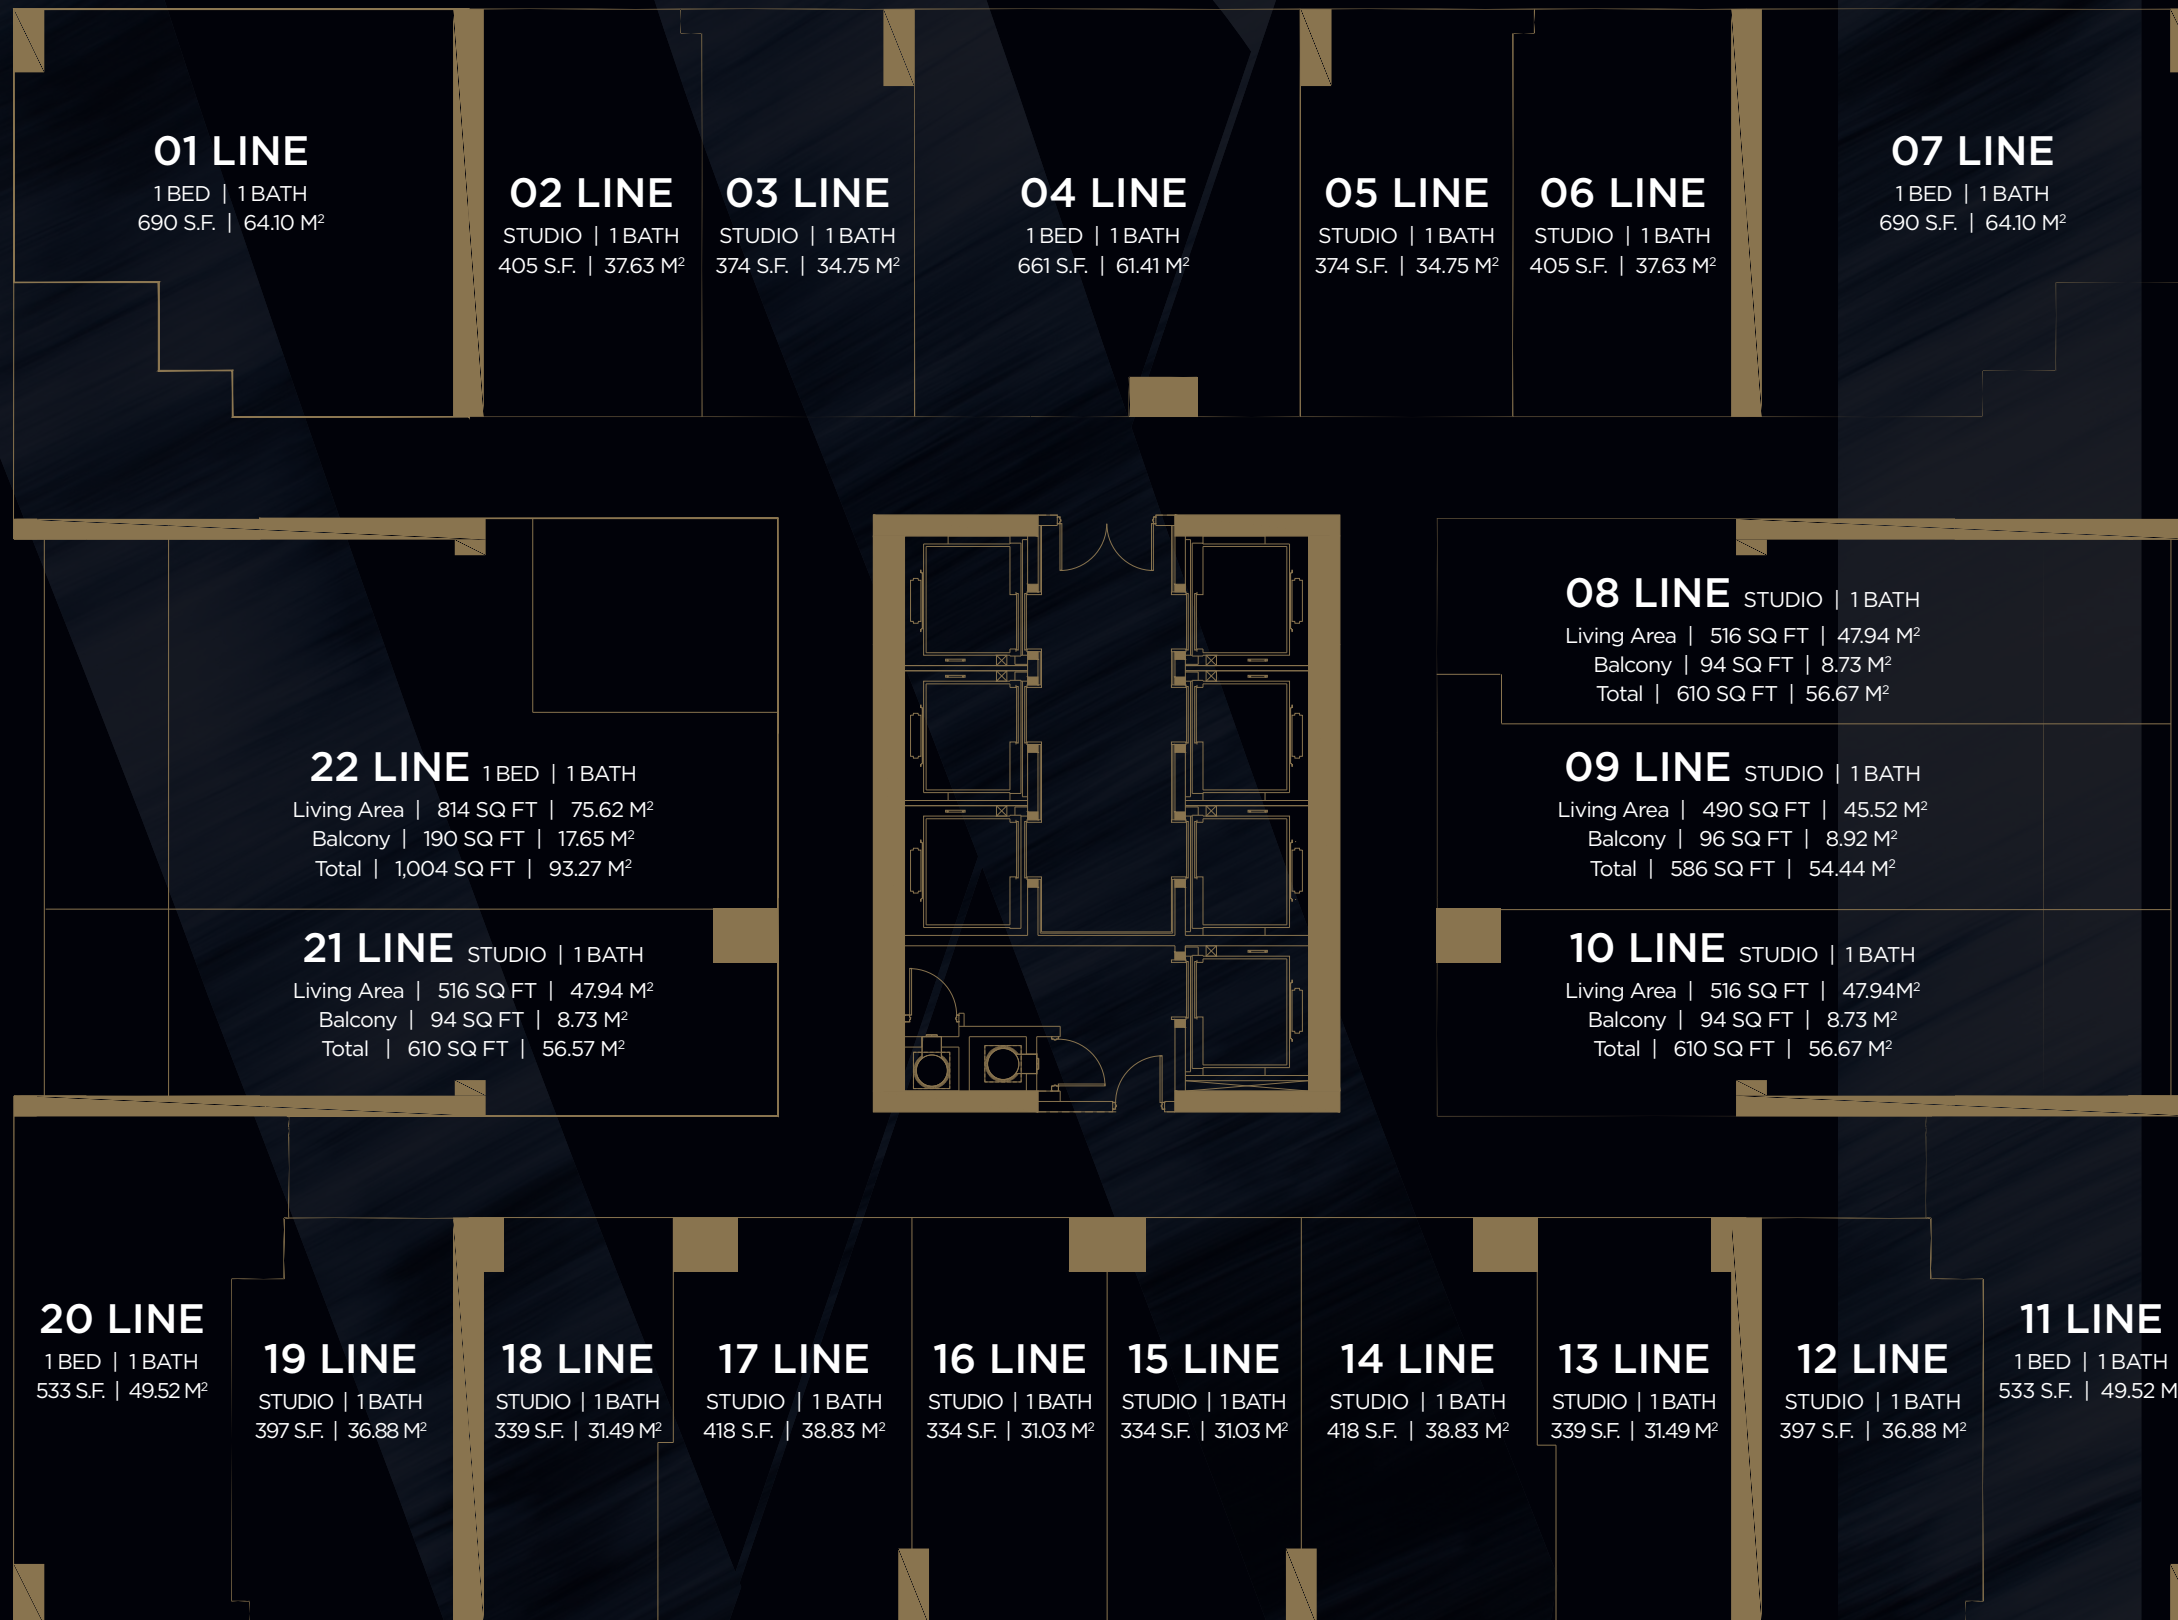 01 LINE
1 BED | 1 BATH
690 S.F. | 64.10 M²
02 LINE
STUDIO | 1 BATH
405 S.F. | 37.63 M²
03 LINE
STUDIO | 1 BATH
374 S.F. | 34.75 M²
04 LINE
1 BED | 1 BATH
661 S.F. | 61.41 M²
05 LINE
STUDIO | 1 BATH
374 S.F. | 34.75 M²
06 LINE
STUDIO | 1 BATH
405 S.F. | 37.63 M²
07 LINE
1 BED | 1 BATH
690 S.F. | 64.10 M²
08 LINE STUDIO | 1 BATH
Living Area | 516 SQ FT | 47.94 M²
Balcony | 94 SQ FT | 8.73 M²
Total | 610 SQ FT | 56.67 M²
22 LINE 1 BED | 1 BATH
Living Area | 814 SQ FT | 75.62 M²
Balcony | 190 SQ FT | 17.65 M²
Total | 1,004 SQ FT | 93.27 M²
09 LINE STUDIO | 1 BATH
Living Area | 490 SQ FT | 45.52 M²
Balcony | 96 SQ FT | 8.92 M²
Total | 586 SQ FT | 54.44 M²
21 LINE STUDIO | 1 BATH
Living Area | 516 SQ FT | 47.94 M²
Balcony | 94 SQ FT | 8.73 M²
Total | 610 SQ FT | 56.57 M²
10 LINE STUDIO | 1 BATH
Living Area | 516 SQ FT | 47.94M²
Balcony | 94 SQ FT | 8.73 M²
Total | 610 SQ FT | 56.67 M²
20 LINE
1 BED | 1 BATH
533 S.F. | 49.52 M²
19 LINE
STUDIO | 1 BATH
397 S.F. | 36.88 M²
18 LINE
STUDIO | 1 BATH
339 S.F. | 31.49 M²
17 LINE
STUDIO | 1 BATH
418 S.F. | 38.83 M²
16 LINE
STUDIO | 1 BATH
334 S.F. | 31.03 M²
15 LINE
STUDIO | 1 BATH
334 S.F. | 31.03 M²
14 LINE
STUDIO | 1 BATH
418 S.F. | 38.83 M²
13 LINE
STUDIO | 1 BATH
339 S.F. | 31.49 M²
12 LINE
STUDIO | 1 BATH
397 S.F. | 36.88 M²
11 LINE
1 BED | 1 BATH
533 S.F. | 49.52 M